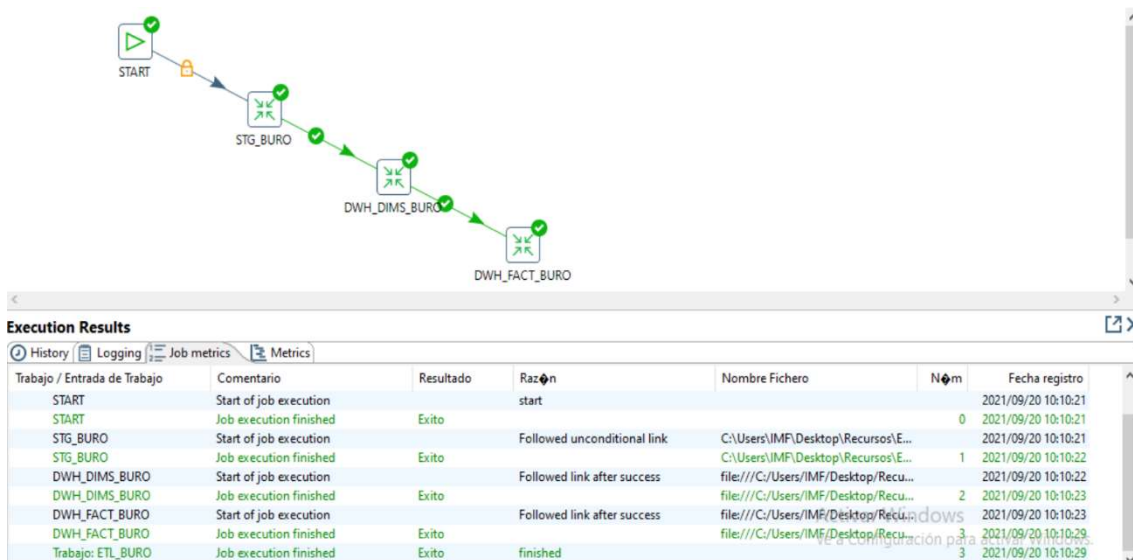 START
STG_BURO
DWH_DIMS_BURO
DWH_FACT_BURO
Execution Results
History Logging Job metrics Metrics
Trabajo / Entrada de Trabajo Comentario Resultado Raz�n Nombre Fichero N�m Fecha registro
START Start of job execution start 2021/09/20 10:10:21
START Job execution finished Exito 0 2021/09/20 10:10:21
STG_BURO Start of job execution Followed unconditional link C:\Users\IMF\Desktop\Recursos\E... 2021/09/20 10:10:21
STG_BURO Job execution finished Exito C:\Users\IMF\Desktop\Recursos\E... 1 2021/09/20 10:10:22
DWH_DIMS_BURO Start of job execution Followed link after success file:///C:/Users/IMF/Desktop/Recu... 2021/09/20 10:10:22
DWH_DIMS_BURO Job execution finished Exito file:///C:/Users/IMF/Desktop/Recu... 2 2021/09/20 10:10:23
DWH_FACT_BURO Start of job execution Followed link after success file:///C:/Users/IMF/Desktop/Recu... 2021/09/20 10:10:23
Activar Windows
DWH_FACT_BURO Job execution finished Exito file:///C:/Users/IMF/Desktop/Recu... 3 2021/09/20 10:10:29
Ve a Configuración para activar Windows.
Trabajo: ETL_BURO Job execution finished Exito finished 3 2021/09/20 10:10:29